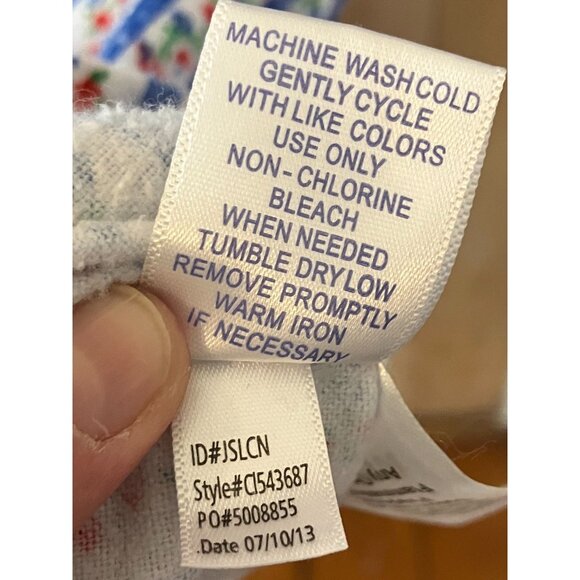 MACHINE WASH COLD
GENTLY CYCLE
WITH LIKE COLORS
USE ONLY
NON-CHLORINE
BLEACH
WHEN NEEDED
TUMBLE DRY LOW
REMOVE PROMPTLY
WARM IRON
IF NECESSARY
ID#JSLCN
Style#CI543687
PO#5008855
.Date 07/10/13